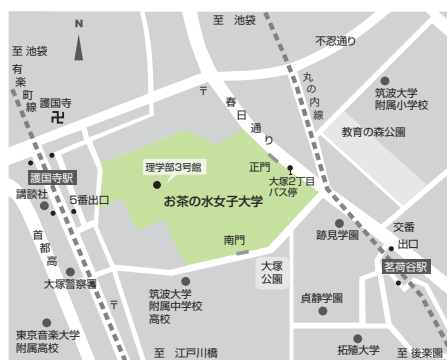 至 池袋
N
不忍通り
至 池袋
有楽町線
護国寺
卍
〒
春日通り
丸の内線
筑波大学
附属小学校
教育の森公園
理学部3号館
正門
大塚2丁目
バス停
護国寺駅
講談社
5番出口
お茶の水女子大学
交番
出口
跡見学園
茗荷谷駅
首都高
南門
大塚
公園
大塚警察署
〒
筑波大学
附属中学校
高校
貞静学園
東京音楽大学
附属高校
拓殖大学
至 江戸川橋
至 後楽園